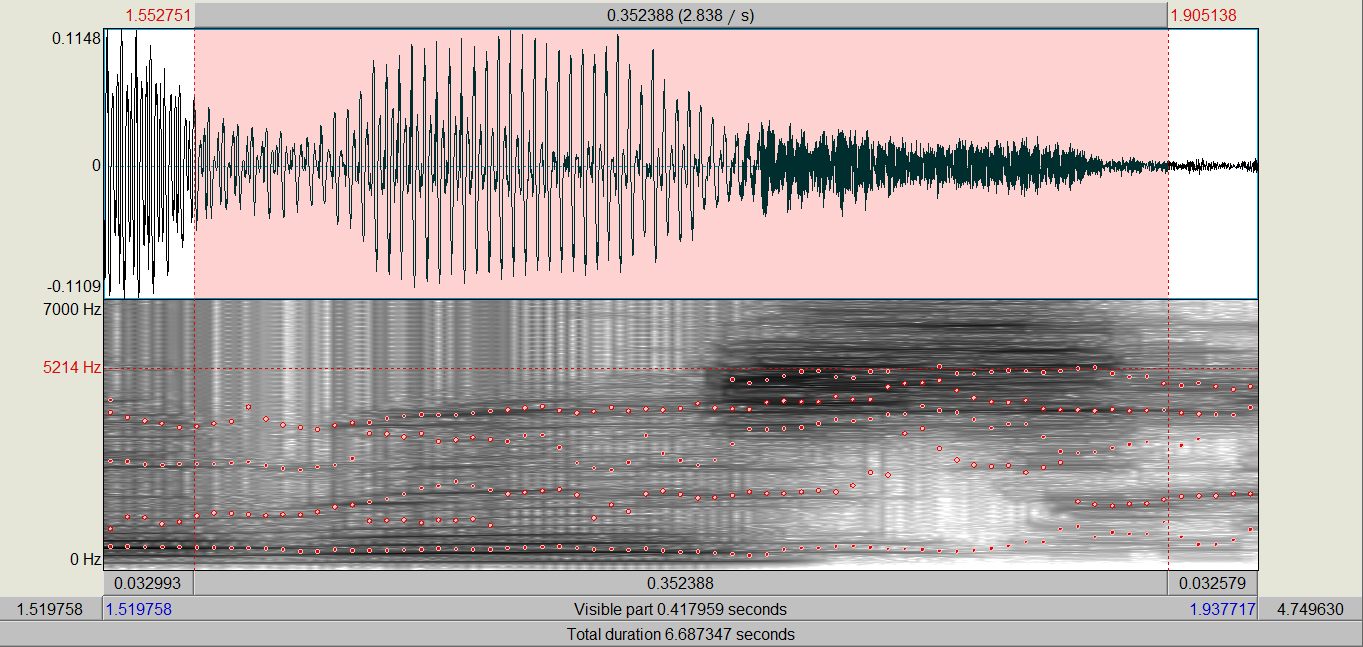 1.552751 0.352388 (2.838 / s) 1.905138
0.1148
0
-0.1109
7000 Hz
5214 Hz
0 Hz
0.032993 0.352388 0.032579
1.519758 1.519758 Visible part 0.417959 seconds 1.937717 4.749630
Total duration 6.687347 seconds